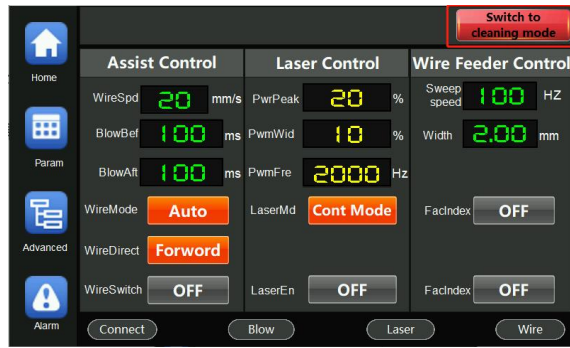 Switch to
cleaning mode
Home
Assist Control
Laser Control
Wire Feeder Control
WireSpd 20 mm/s
PwrPeak 20 %
Sweep
speed 100 HZ
BlowBef 100 ms
PwmWid 10 %
Width 2.00 mm
Param
BlowAft 100 ms
PwmFre 2000 Hz
WireMode Auto
LaserMd Cont Mode
FacIndex OFF
Advanced
WireDirect Forword
WireSwitch OFF
LaserEn OFF
FacIndex OFF
Alarm
Connect
Blow
Laser
Wire